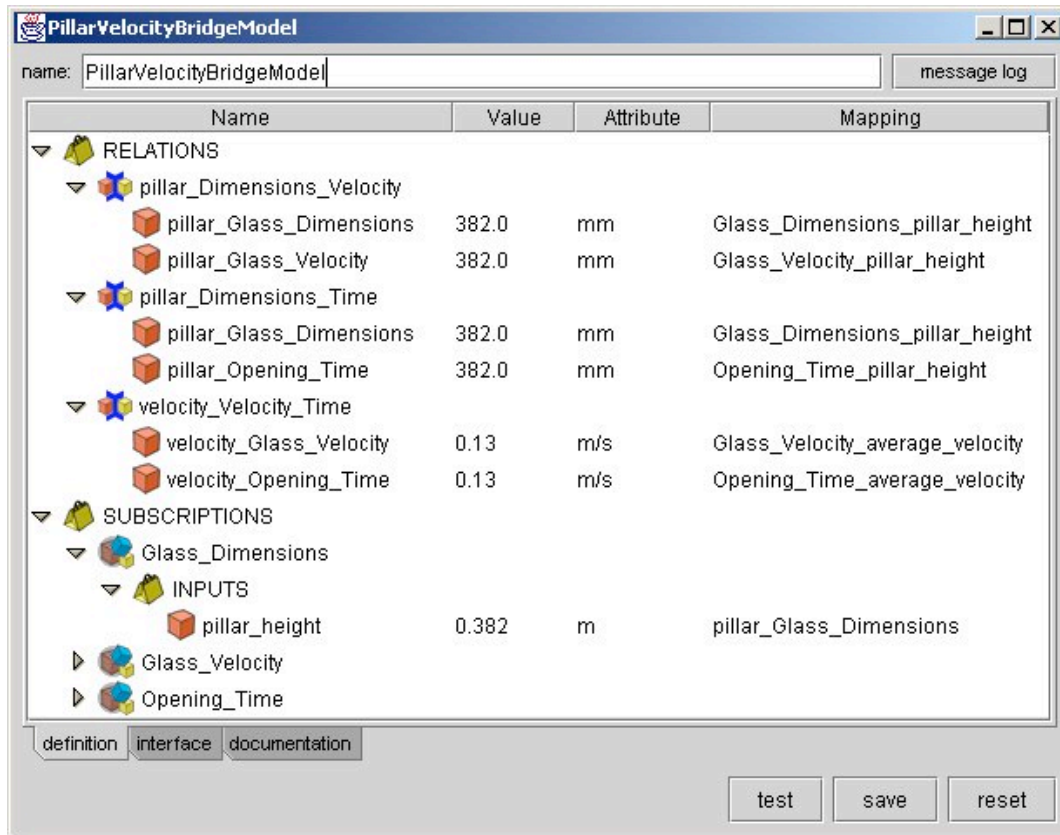 PillarVelocityBridgeModel
name: PillarVelocityBridgeModel message log
Name Value Attribute Mapping
RELATIONS
pillar_Dimensions_Velocity
pillar_Glass_Dimensions 382.0 mm Glass_Dimensions_pillar_height
pillar_Glass_Velocity 382.0 mm Glass_Velocity_pillar_height
pillar_Dimensions_Time
pillar_Glass_Dimensions 382.0 mm Glass_Dimensions_pillar_height
pillar_Opening_Time 382.0 mm Opening_Time_pillar_height
velocity_Velocity_Time
velocity_Glass_Velocity 0.13 m/s Glass_Velocity_average_velocity
velocity_Opening_Time 0.13 m/s Opening_Time_average_velocity
SUBSCRIPTIONS
Glass_Dimensions
INPUTS
pillar_height 0.382 m pillar_Glass_Dimensions
Glass_Velocity
Opening_Time
definition interface documentation
test save reset